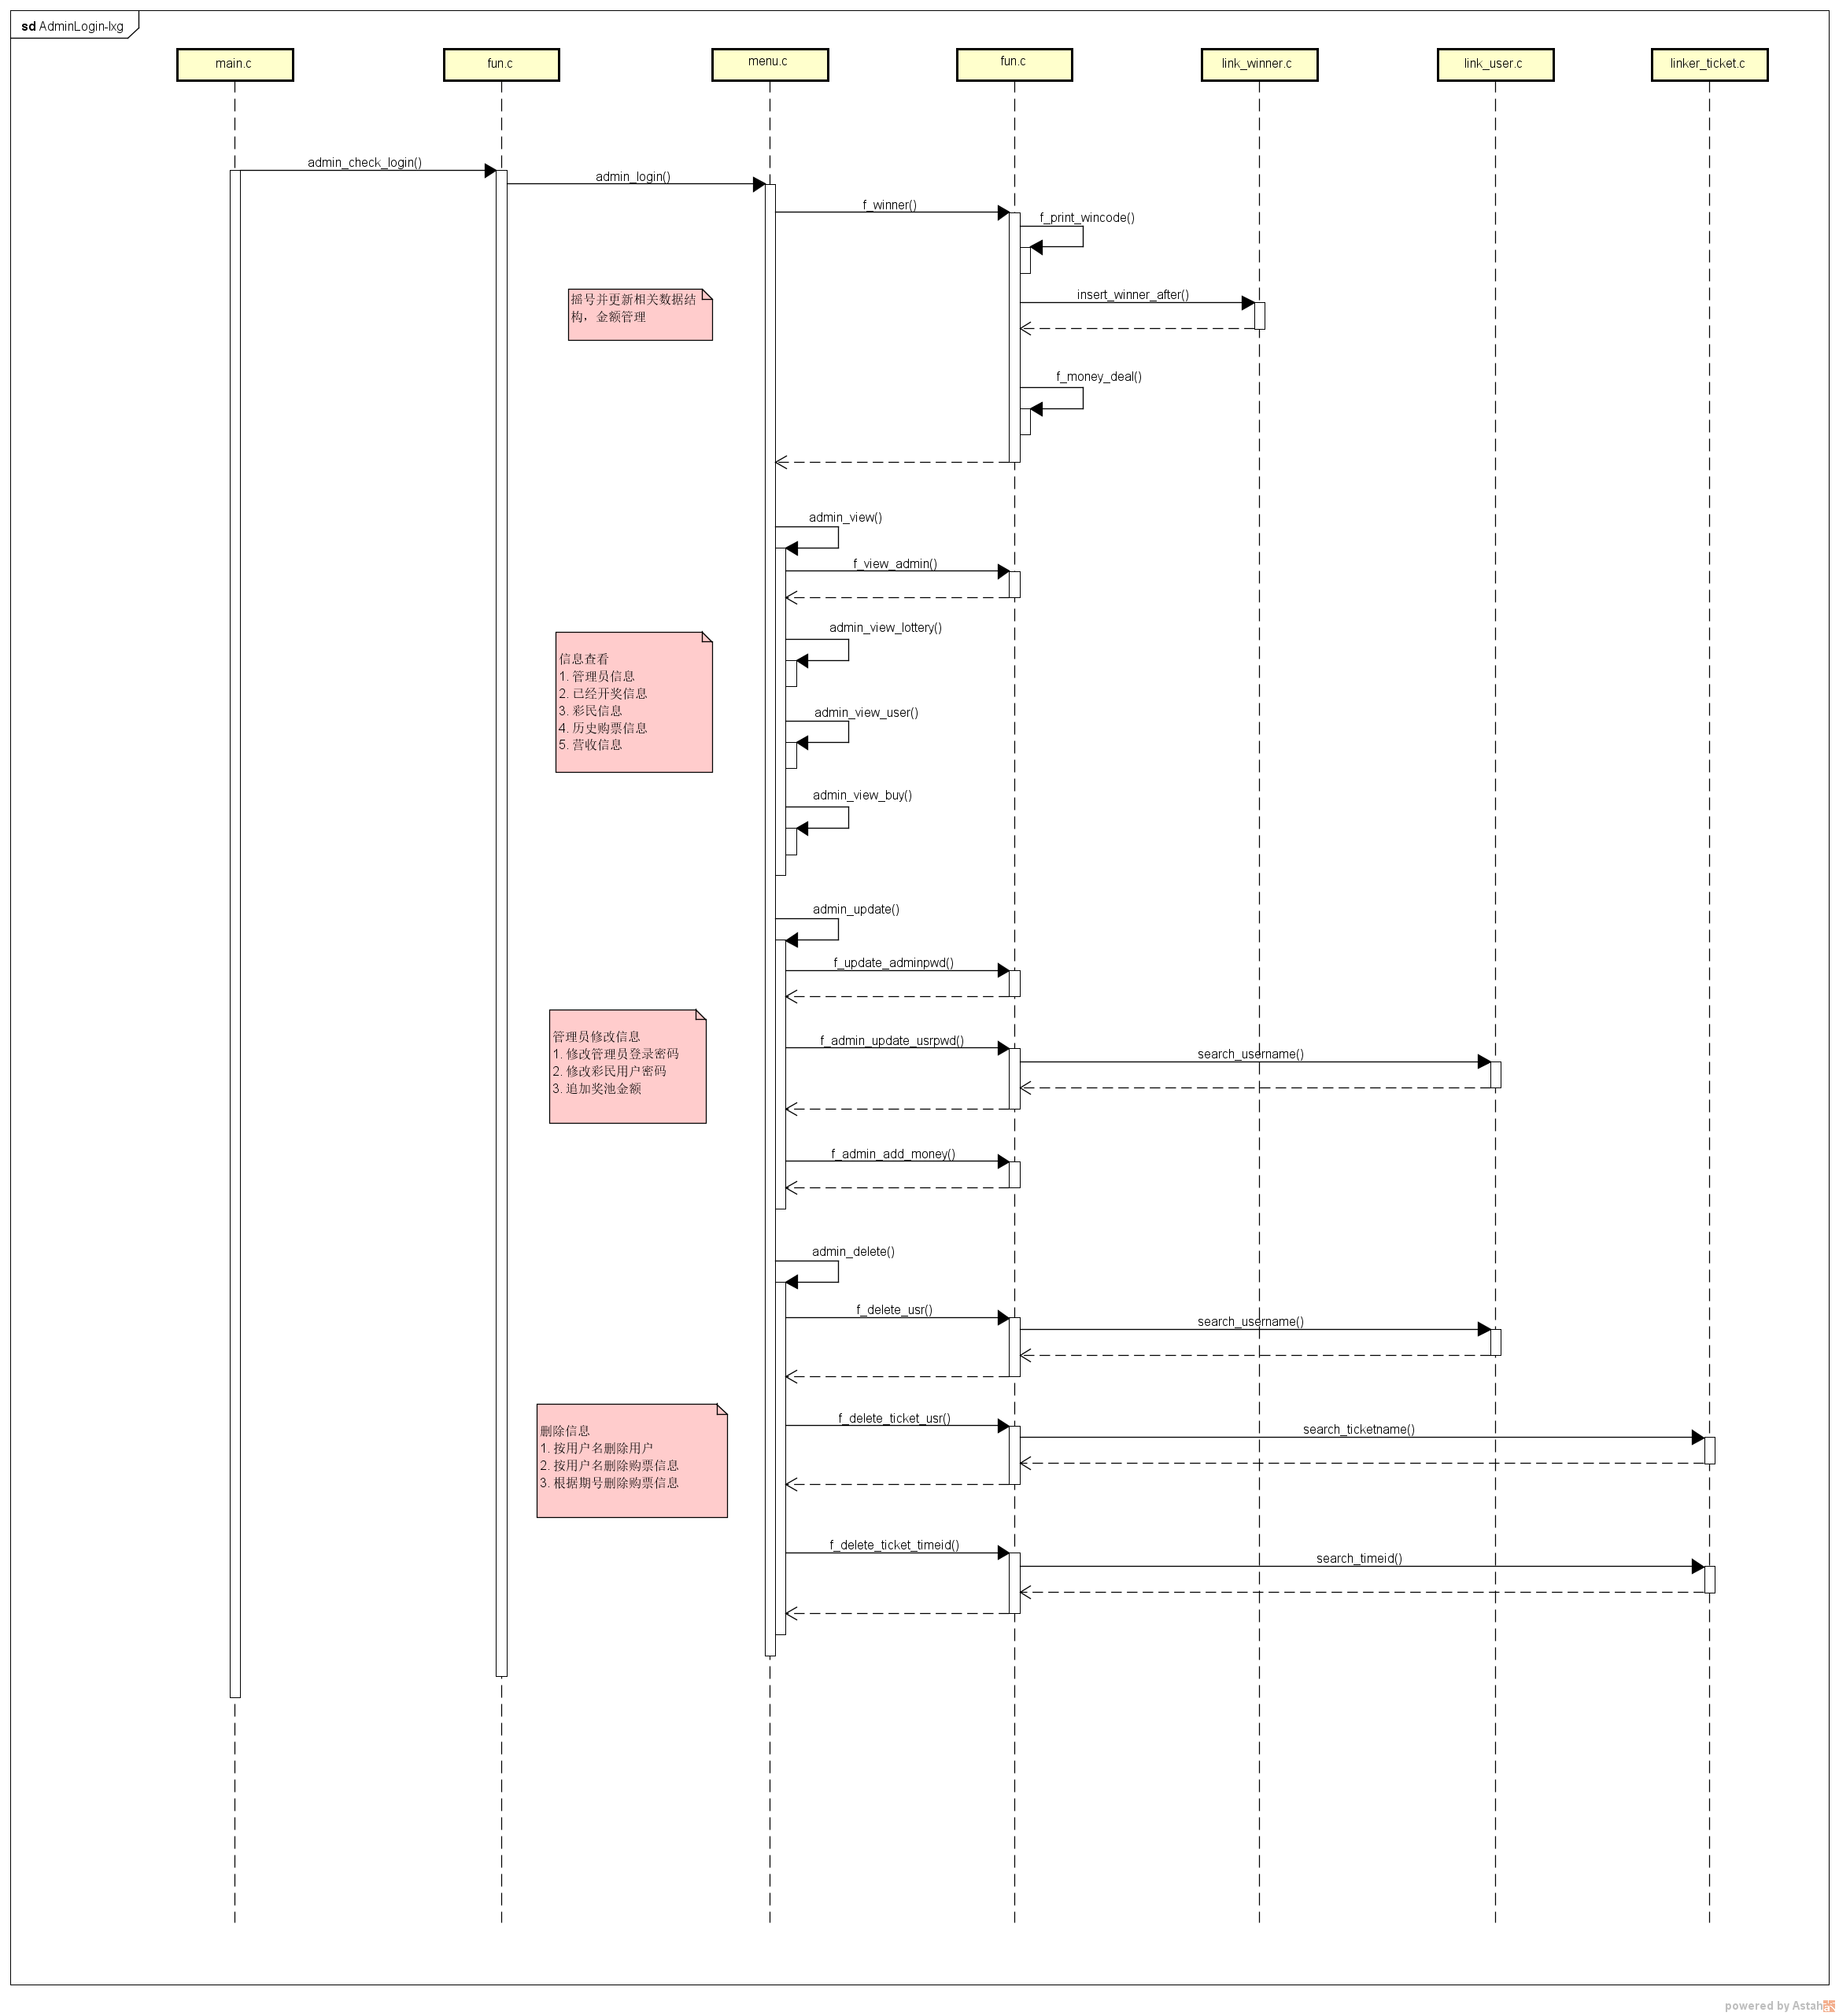 sd AdminLogin-lxg
main.c
fun.c
menu.c
fun.c
link_winner.c
link_user.c
linker_ticket.c
admin_check_login()
admin_login()
f_winner()
f_print_wincode()
摇号并更新相关数据结
构，金额管理
insert_winner_after()
f_money_deal()
admin_view()
f_view_admin()
admin_view_lottery()
信息查看
1. 管理员信息
2. 已经开奖信息
3. 彩民信息
4. 历史购票信息
5. 营收信息
admin_view_user()
admin_view_buy()
admin_update()
f_update_adminpwd()
管理员修改信息
1. 修改管理员登录密码
2. 修改彩民用户密码
3. 追加奖池金额
f_admin_update_usrpwd()
search_username()
f_admin_add_money()
admin_delete()
f_delete_usr()
search_username()
删除信息
1. 按用户名删除用户
2. 按用户名删除购票信息
3. 根据期号删除购票信息
f_delete_ticket_usr()
search_ticketname()
f_delete_ticket_timeid()
search_timeid()
powered by Astah